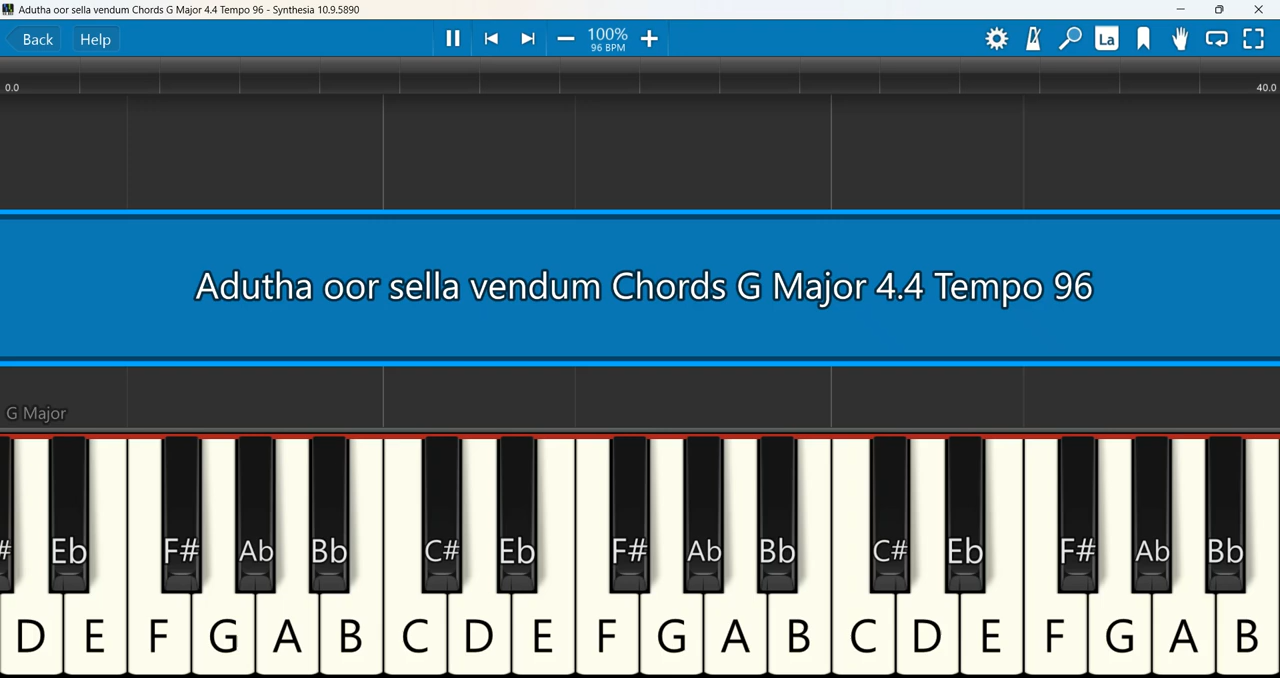 Adutha oor sella vendum Chords G Major 4.4 Tempo 96 - Synthesia 10.9.5890
Back Help 100% La
96 BPM
0.0 40.0
Adutha oor sella vendum Chords G Major 4.4 Tempo 96
G Major
# Eb F# Ab Bb C# Eb F# Ab Bb C# Eb F# Ab Bb
D E F G A B C D E F G A B C D E F G A B